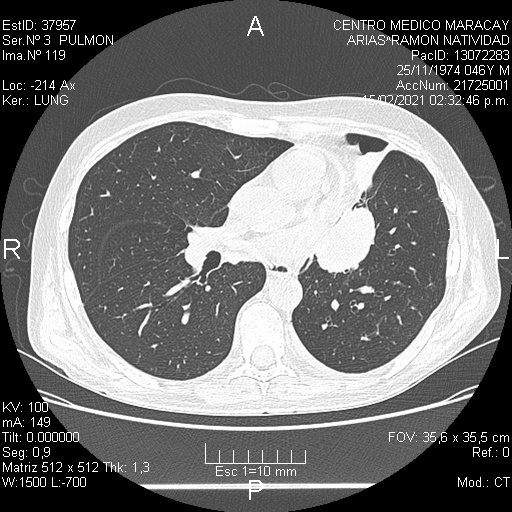 EstID: 37957
Ser.Nº 3 PULMON
Ima.Nº 119
Loc: -214 Ax
Ker.: LUNG
A
CENTRO MEDICO MARACAY
ARIAS^RAMON NATIVIDAD
PacID: 13072283
25/11/1974 046Y M
AccNum: 21725001
15/02/2021 02:32:46 p.m.
R
L
KV: 100
mA: 149
Tilt: 0.000000
Seg: 0,9
Matriz 512 x 512 Thk: 1,3
W:1500 L:-700
Esc 1=10 mm
P
FOV: 35,6 x 35,5 cm
Ref.: 0
Mod.: CT